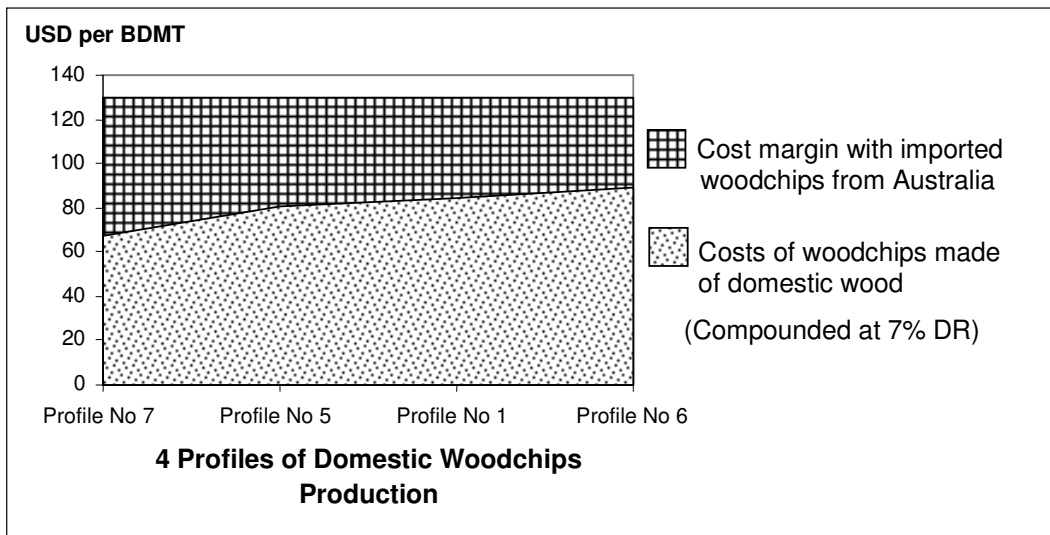 USD per BDMT
140
120
100
80
60
40
20
0
Profile No 7 Profile No 5 Profile No 1 Profile No 6
4 Profiles of Domestic Woodchips
Production
Cost margin with imported
woodchips from Australia
Costs of woodchips made
of domestic wood
(Compounded at 7% DR)